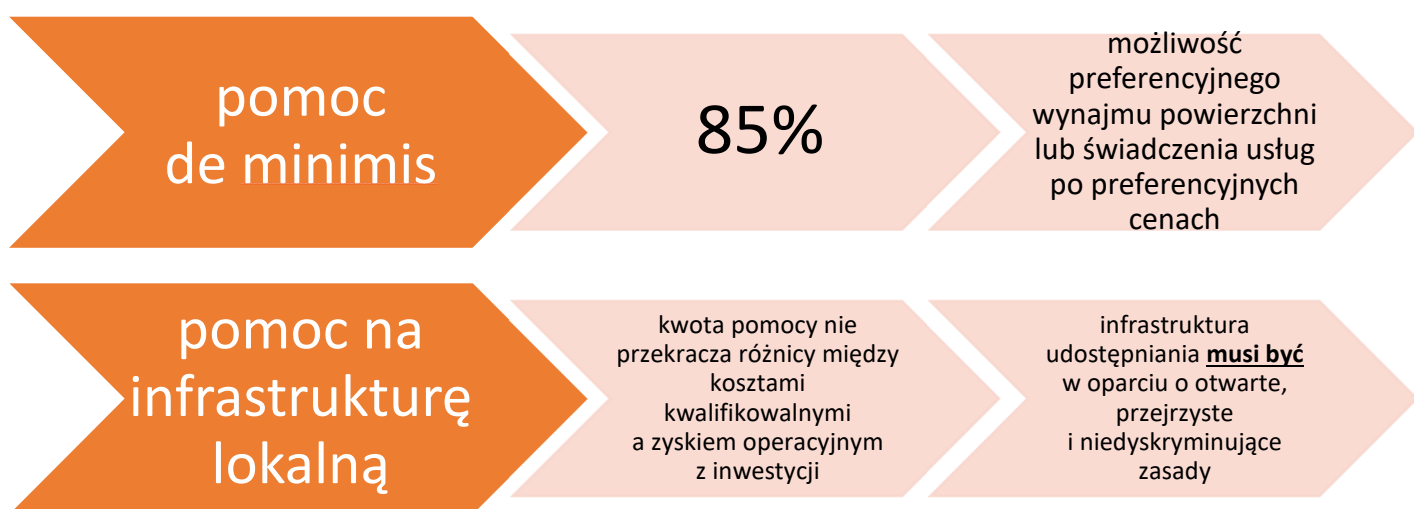 pomoc
de minimis
85%
możliwość
preferencyjnego
wynajmu powierzchni
lub świadczenia usług
po preferencyjnych
cenach
pomoc na
infrastrukturę
lokalną
kwota pomocy nie
przekracza różnicy między
kosztami
kwalifikowalnymi
a zyskiem operacyjnym
z inwestycji
infrastruktura
udostępniania musi być
w oparciu o otwarte,
przejrzyste
i niedyskryminujące
zasady